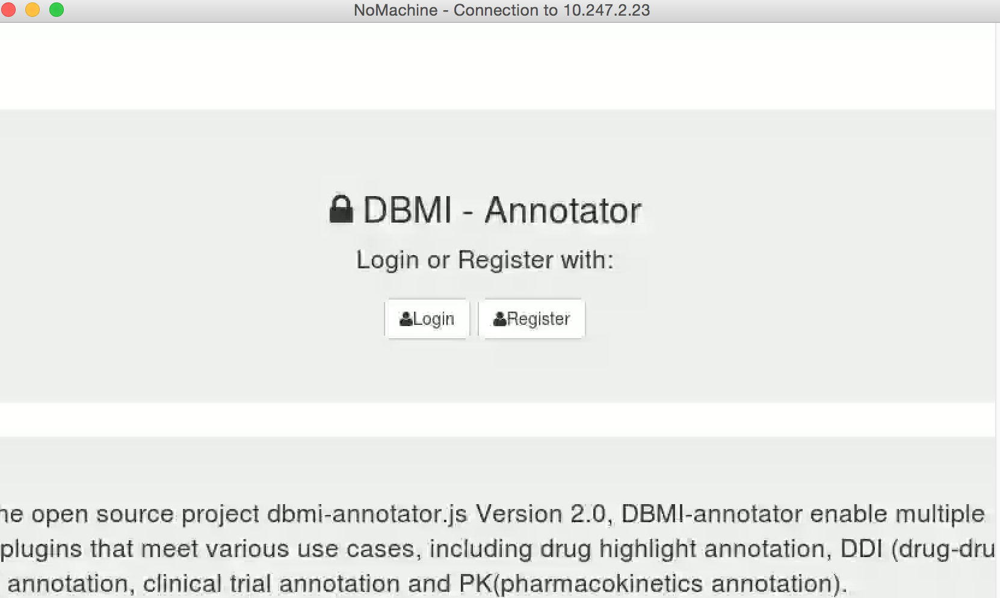 NoMachine - Connection to 10.247.2.23
DBMI - Annotator
Login or Register with:
Login Register
open source project dbmi-annotator.js Version 2.0, DBMI-annotator enable multiple
plugins that meet various use cases, including drug highlight annotation, DDI (drug-dru
annotation, clinical trial annotation and PK(pharmacokinetics annotation).